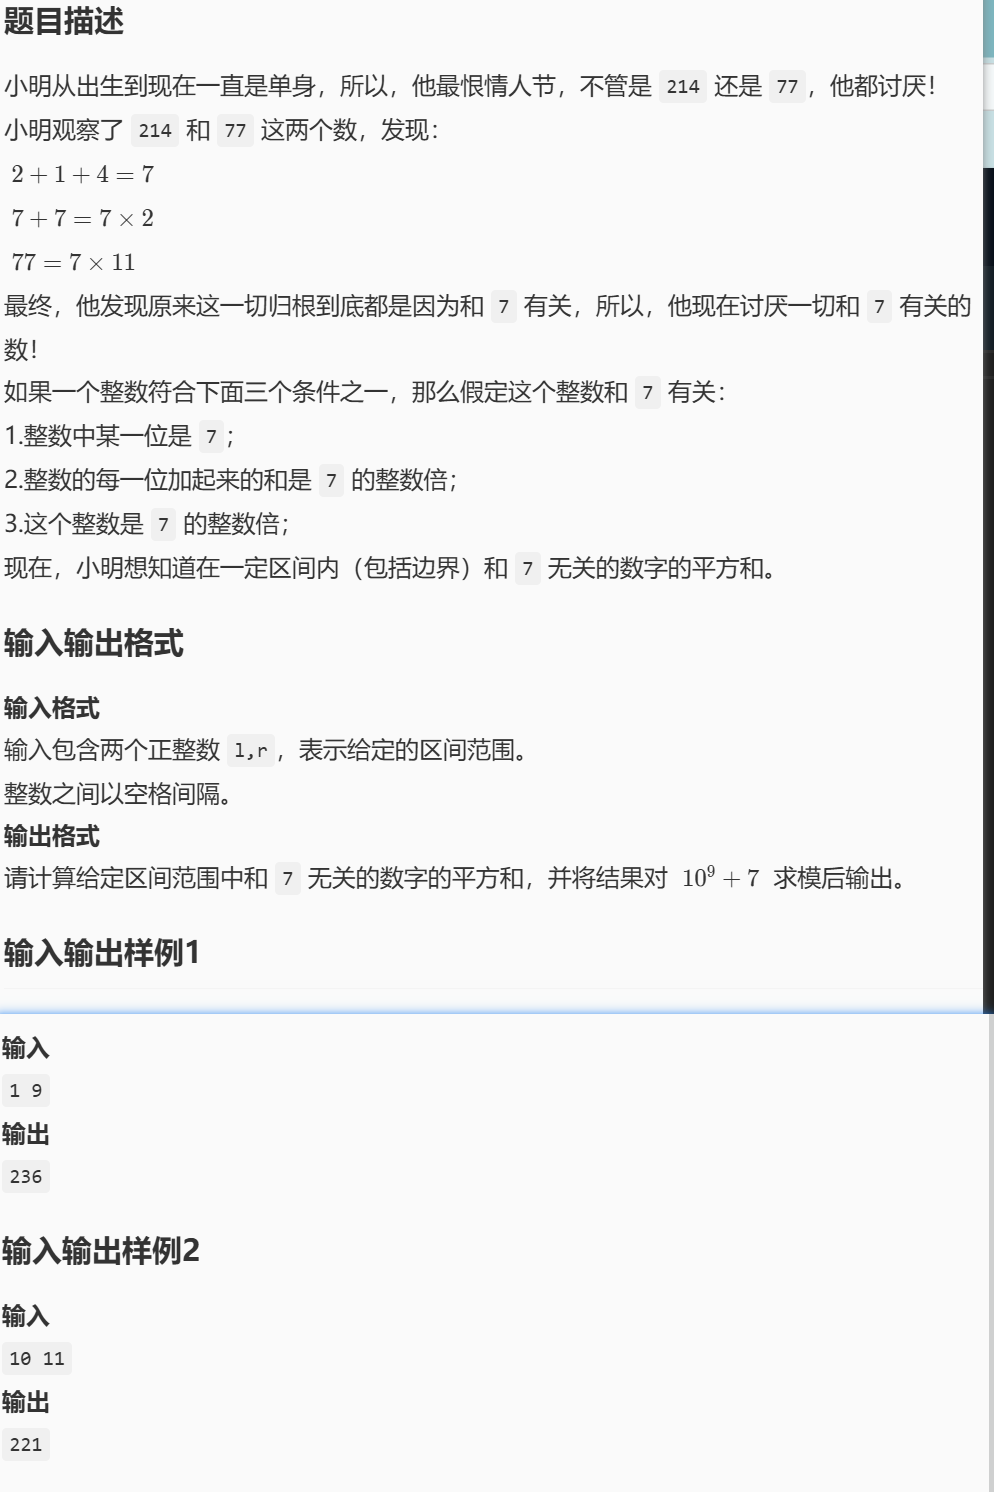 题目描述
小明从出生到现在一直是单身，所以，他最恨情人节，不管是 214 还是 77，他都讨厌！
小明观察了 214 和 77 这两个数，发现：
2 + 1 + 4 = 7
7 + 7 = 7 × 2
77 = 7 × 11
最终，他发现原来这一切归根到底都是因为和 7 有关，所以，他现在讨厌一切和 7 有关的
数！
如果一个整数符合下面三个条件之一，那么假定这个整数和 7 有关：
1.整数中某一位是 7；
2.整数的每一位加起来的和是 7 的整数倍；
3.这个整数是 7 的整数倍；
现在，小明想知道在一定区间内（包括边界）和 7 无关的数字的平方和。
输入输出格式
输入格式
输入包含两个正整数 l,r，表示给定的区间范围。
整数之间以空格间隔。
输出格式
请计算给定区间范围中和 7 无关的数字的平方和，并将结果对 10⁹ + 7 求模后输出。
输入输出样例1
输入
1 9
输出
236
输入输出样例2
输入
10 11
输出
221